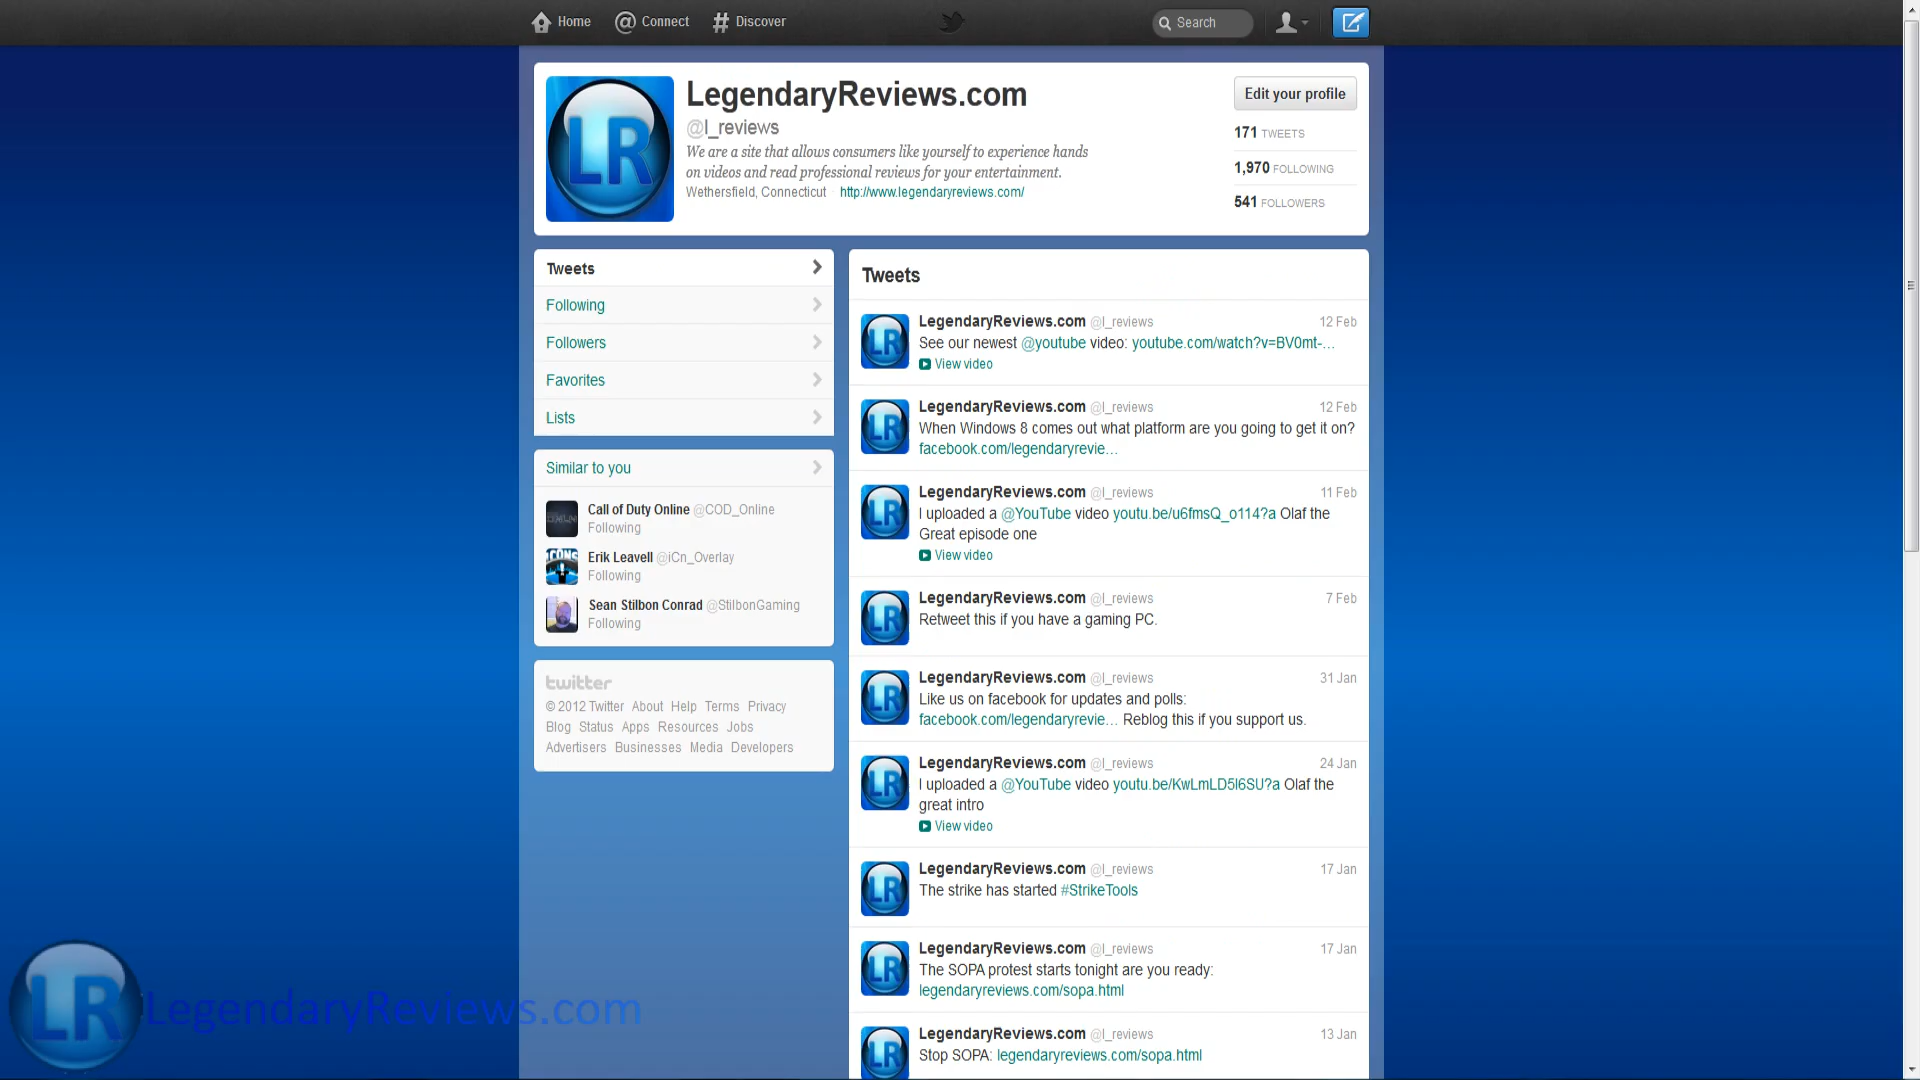 Home @ Connect # Discover
Search
LR
LegendaryReviews.com
@l_reviews
We are a site that allows consumers like yourself to experience hands
on videos and read professional reviews for your entertainment.
Wethersfield, Connecticut http://www.legendaryreviews.com/
Edit your profile
171 TWEETS
1,970 FOLLOWING
541 FOLLOWERS
Tweets
Following
Followers
Favorites
Lists
Similar to you
Call of Duty Online @COD_Online
Following
Erik Leavell @iCn_Overlay
Following
Sean Stilbon Conrad @StilbonGaming
Following
twitter
© 2012 Twitter About Help Terms Privacy
Blog Status Apps Resources Jobs
Advertisers Businesses Media Developers
Tweets
LR
LegendaryReviews.com @l_reviews 12 Feb
See our newest @youtube video: youtube.com/watch?v=BV0mt-…
View video
LR
LegendaryReviews.com @l_reviews 12 Feb
When Windows 8 comes out what platform are you going to get it on?
facebook.com/legendaryrevie…
LR
LegendaryReviews.com @l_reviews 11 Feb
I uploaded a @YouTube video youtu.be/u6fmsQ_o114?a Olaf the
Great episode one
View video
LR
LegendaryReviews.com @l_reviews 7 Feb
Retweet this if you have a gaming PC.
LR
LegendaryReviews.com @l_reviews 31 Jan
Like us on facebook for updates and polls:
facebook.com/legendaryrevie… Reblog this if you support us.
LR
LegendaryReviews.com @l_reviews 24 Jan
I uploaded a @YouTube video youtu.be/KwLmLD5l6SU?a Olaf the
great intro
View video
LR
LegendaryReviews.com @l_reviews 17 Jan
The strike has started #StrikeTools
LR
LegendaryReviews.com @l_reviews 17 Jan
The SOPA protest starts tonight are you ready:
legendaryreviews.com/sopa.html
LR
LegendaryReviews.com @l_reviews 13 Jan
Stop SOPA: legendaryreviews.com/sopa.html
LR LegendaryReviews.com